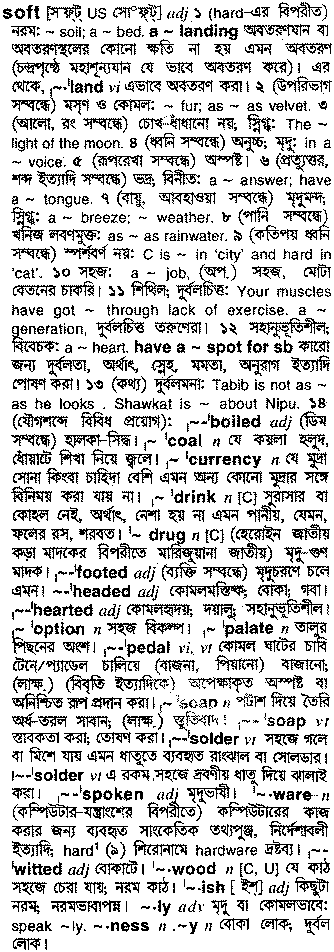 soft [সফ্‌ট্ US সো°ফ্‌ট্] adj ১ (hard-এর বিপরীত)
নরম: ~ soil; a ~ bed. a ~ landing অবতরণযান বা
অবতরণস্থলের কোনো ক্ষতি না হয় এমন অবতরণ
(চন্দ্রপৃষ্ঠে মহাশূন্যযান যে ভাবে অবতরণ করে)। এর
থেকে, ˌ~-ˈland vi এভাবে অবতরণ করা। ২ (উপরিভাগ
সম্বন্ধে) মসৃণ ও কোমল: ~ fur; as ~ as velvet. ৩
(আলো, রং সম্বন্ধে) চোখ-ধাঁধানো নয়; স্নিগ্ধ: The ~
light of the moon. ৪ (ধ্বনি সম্বন্ধে) অনুচ্চ; মৃদু: in a
~ voice. ৫ (রূপরেখা সম্বন্ধে) অস্পষ্ট। ৬ (প্রত্যুত্তর,
শব্দ ইত্যাদি সম্বন্ধে) ভদ্র; বিনীত: a ~ answer; have
a ~ tongue. ৭ (বায়ু, আবহাওয়া সম্বন্ধে) মৃদুমন্দ;
স্নিগ্ধ: a ~ breeze; ~ weather. ৮ (পানি সম্বন্ধে)
খনিজ লবণমুক্ত: as ~ as rainwater. ৯ (কতিপয় ধ্বনি
সম্বন্ধে) স্পর্শবর্ণ নয়: C is ~ in 'city' and hard in
'cat'. ১০ সহজ: a ~ job, (অপ.) সহজ, মোটা
বেতনের চাকরি। ১১ শিথিল; দুর্বলচিত্ত: Your muscles
have got ~ through lack of exercise. a ~
generation, দুর্বলচিত্ত তরুণেরা। ১২ সহানুভূতিশীল;
বিবেচক: a ~ heart. have a ~ spot for sb কারো
জন্য দুর্বলতা, অর্থাৎ, স্নেহ, মমতা, অনুরাগ ইত্যাদি
পোষণ করা। ১৩ (কথ্য) দুর্বলমনা: Tabib is not as ~
as he looks . Shawkat is ~ about Nipu. ১৪
(যৌগশব্দে বিবিধ প্রয়োগ): ˌ~-ˈboiled adj (ডিম
সম্বন্ধে) হালকা-সিদ্ধ। ~ ˈcoal n যে কয়লা হলুদ,
ধোঁয়াটে শিখা নিয়ে জ্বলে। ˌ~ ˈcurrency n যে মুদ্রা
সোনা কিংবা চাহিদা বেশি এমন অন্য কোনো মুদ্রার সঙ্গে
বিনিময় করা যায় না। ˌ~ ˈdrink n [C] সুরাসার বা
কোহল নেই, অর্থাৎ, নেশা হয় না এমন পানীয়, যেমন,
ফলের রস, শরবত। ˈ~ drug n [C] (হেরোইন জাতীয়
কড়া মাদকের বিপরীতে মারিজুয়ানা জাতীয়) মৃদু-গুণ
মাদক। ˌ~-ˈfooted adj (ব্যক্তি সম্বন্ধে) মৃদুচরণে চলে
এমন। ˌ~-ˈheaded adj কোমলমস্তিষ্ক; বোকা; গবা।
ˌ~-ˈhearted adj কোমলহৃদয়; দয়ালু; সহানুভূতিশীল।
~ ˈoption n সহজ বিকল্প। ˌ~ ˈpalate n তালুর
পিছনের অংশ। ˌ~-ˈpedal vi, vt কোমল ঘাটের চাবি
টেনে/প্যাডেল চালিয়ে (বাজনা, পিয়ানো) বাজানো;
(লাক্ষ.) (বিবৃতি ইত্যাদিকে) অপেক্ষাকৃত অস্পষ্ট বা
অনিশ্চিত রূপ প্রদান করা। ˌ~ ˈsoap n পটাশ দিয়ে তৈরি
অর্ধ-তরল সাবান; (লাক্ষ.) স্তুতিবাদ। ˌ~-ˈsoap vt
স্তাবকতা করা; তোষণ করা। ˌ~-ˈsolder vt সহজে গলে
বা মিশে যায় এমন ধাতুতে ব্যবহৃত রাংঝাল বা সোলডার।
ˌ~-ˈsolder vt এ রকম সহজে দ্রবণীয় ধাতু দিয়ে ঝালাই
করা। ˌ~-ˈspoken adj মৃদুভাষী। ˈ~-ware n
(কম্পিউটার-যন্ত্রাংশের বিপরীতে) কম্পিউটারের কাজ
করার জন্য ব্যবহৃত সাংকেতিক তথ্যপুঞ্জ, নির্দেশাবলী
ইত্যাদি; hard¹ (৯) শিরোনামে hardware দ্রষ্টব্য। ˌ~-
ˈwitted adj বোকাটে। ˈ~-wood n [C, U] যে কাঠ
সহজে চেরা যায়; নরম কাঠ। ~-ish [ইশ্] adj কিছুটা
নরম; নরমভাবাপন্ন। ~-ly adv মৃদু বা কোমলভাবে:
speak ~ly. ~-ness n .~y n বোকা লোক; দুর্বল
লোক।